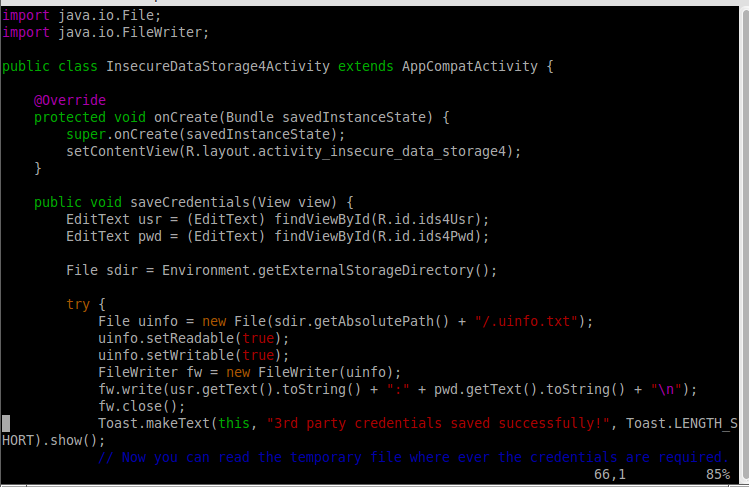 import java.io.File;
import java.io.FileWriter;

public class InsecureDataStorage4Activity extends AppCompatActivity {

    @Override
    protected void onCreate(Bundle savedInstanceState) {
        super.onCreate(savedInstanceState);
        setContentView(R.layout.activity_insecure_data_storage4);
    }

    public void saveCredentials(View view) {
        EditText usr = (EditText) findViewById(R.id.ids4Usr);
        EditText pwd = (EditText) findViewById(R.id.ids4Pwd);

        File sdir = Environment.getExternalStorageDirectory();

        try {
            File uinfo = new File(sdir.getAbsolutePath() + "/.uinfo.txt");
            uinfo.setReadable(true);
            uinfo.setWritable(true);
            FileWriter fw = new FileWriter(uinfo);
            fw.write(usr.getText().toString() + ":" + pwd.getText().toString() + "\n");
            fw.close();
            Toast.makeText(this, "3rd party credentials saved successfully!", Toast.LENGTH_S
HORT).show();
            // Now you can read the temporary file where ever the credentials are required.
66,1 85%